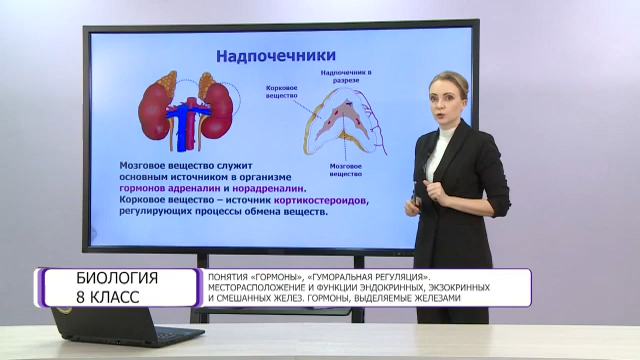 Надпочечники
Надпочечник в
разрезе
Корковое
вещество
Мозговое
вещество
Мозговое вещество служит
основным источником в организме
гормонов адреналин и норадреналин.
Корковое вещество – источник кортикостероидов,
регулирующих процессы обмена веществ.
БИОЛОГИЯ
8 КЛАСС
ПОНЯТИЯ «ГОРМОНЫ», «ГУМОРАЛЬНАЯ РЕГУЛЯЦИЯ».
МЕСТОРАСПОЛОЖЕНИЕ И ФУНКЦИИ ЭНДОКРИННЫХ, ЭКЗОКРИННЫХ
И СМЕШАННЫХ ЖЕЛЕЗ. ГОРМОНЫ, ВЫДЕЛЯЕМЫЕ ЖЕЛЕЗАМИ